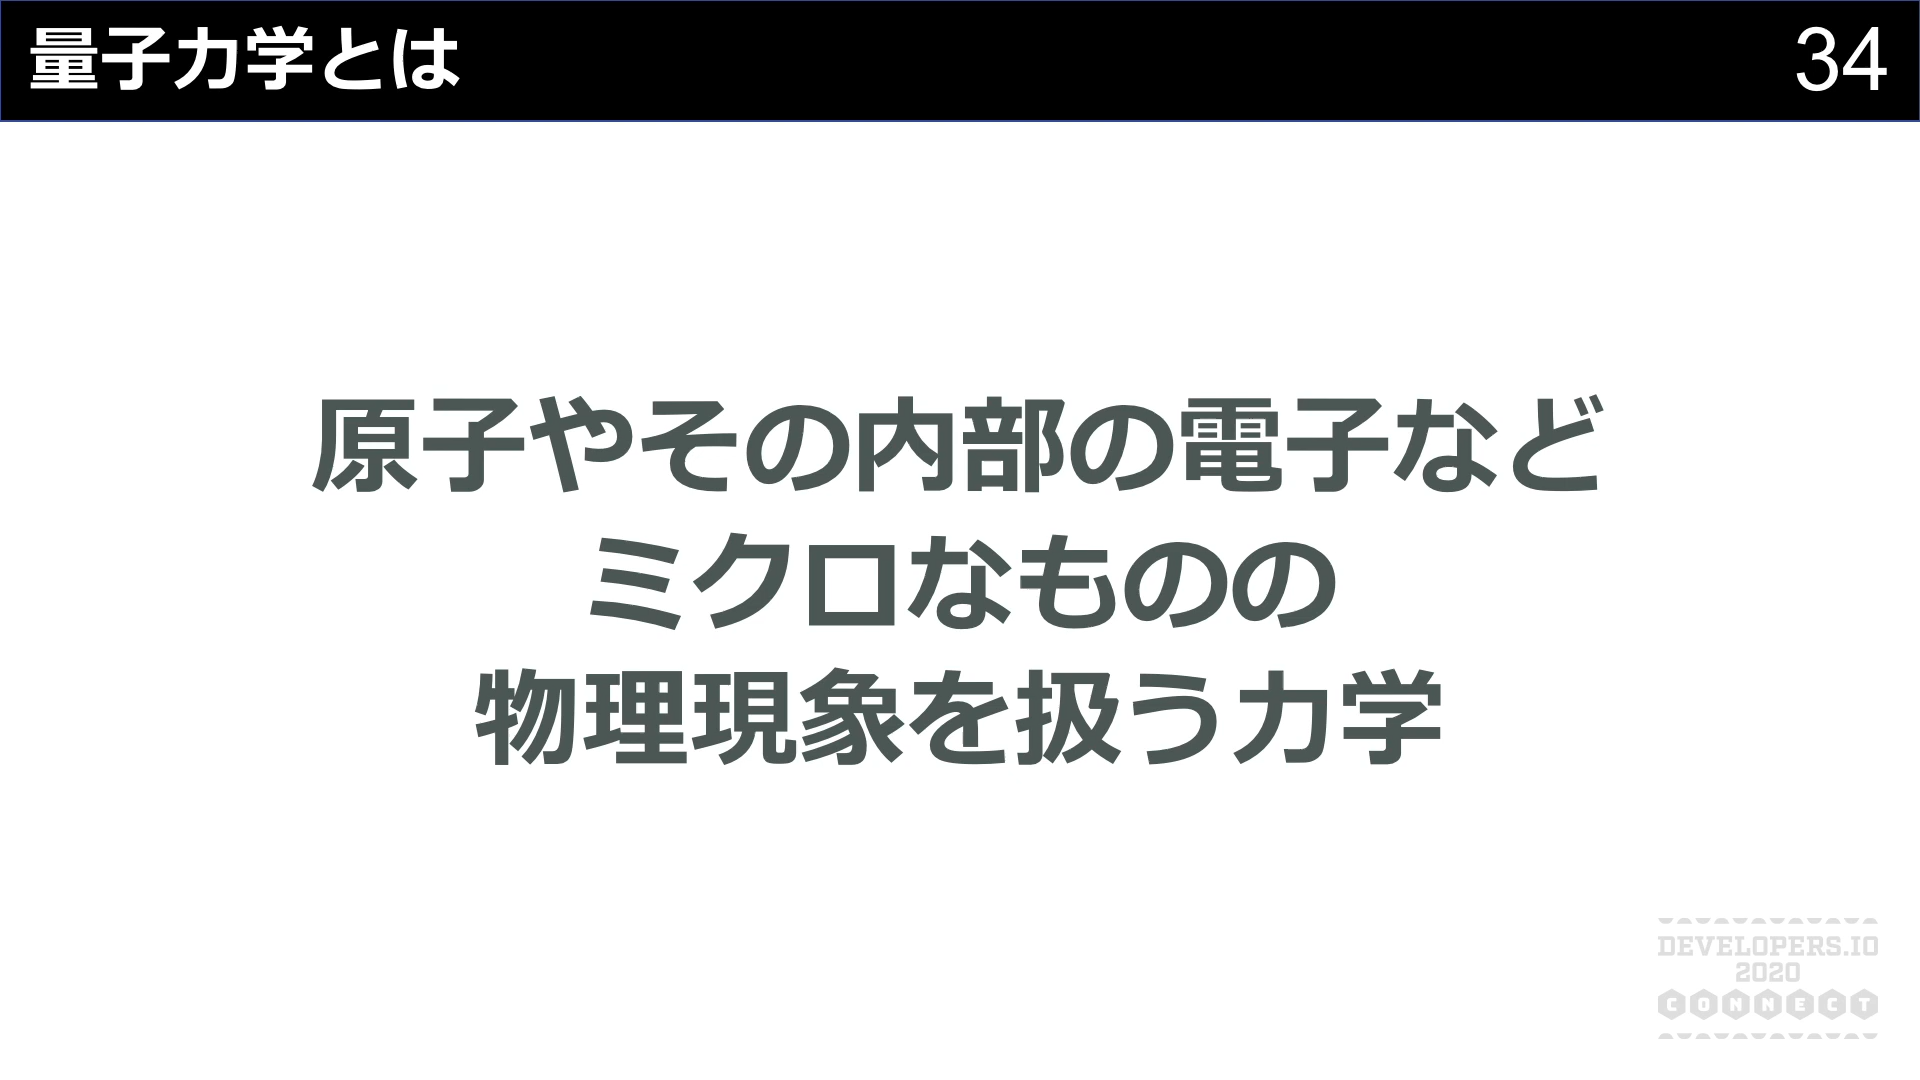 量子力学とは
34
原子やその内部の電子など
ミクロなものの
物理現象を扱う力学
DEVELOPERS.IO
2020
CONNECT